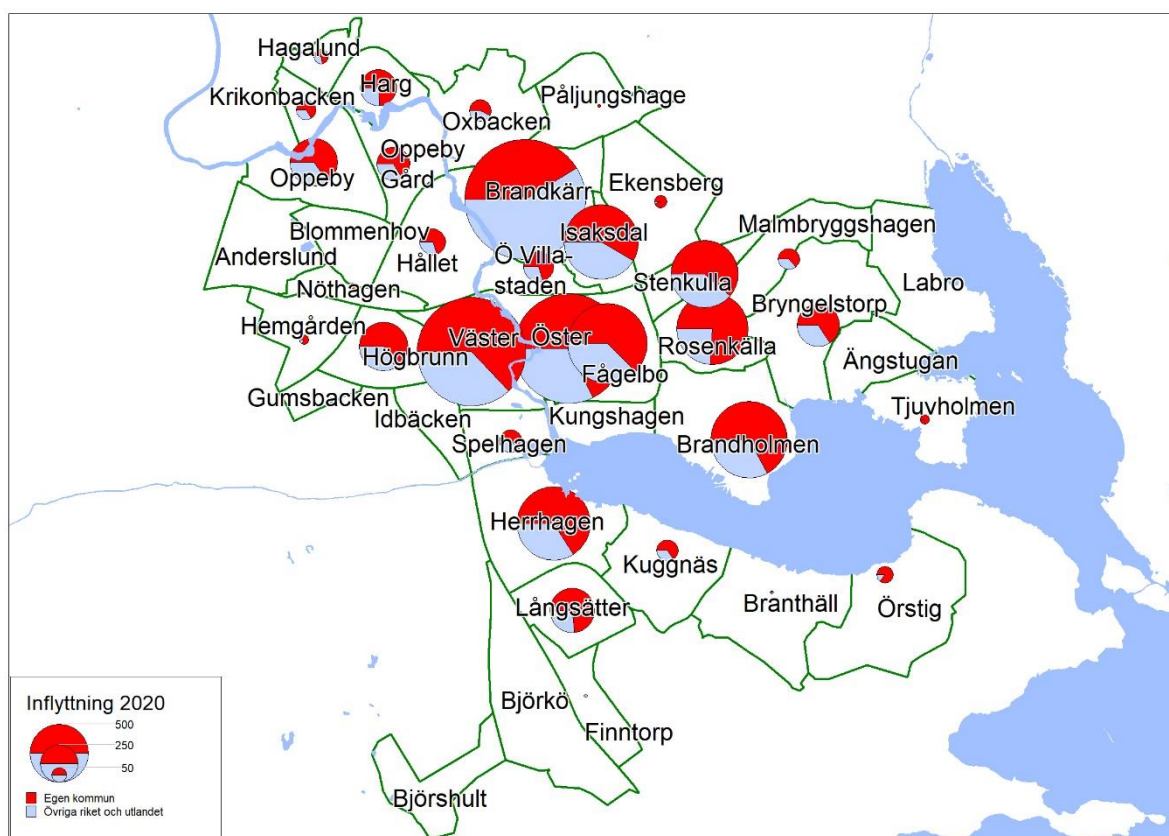 Hagalund
Harg
Krikonbacken
Oxbacken
Påljungshage
Oppeby
Oppeby
Gård
Brandkärr
Ekensberg
Isaksdal
Malmbryggshagen
Blommenhov
Anderslund
Hållet
Ö Villa-
staden
Stenkulla
Labro
Nöthagen
Bryngelstorp
Hemgården
Högbrunn
Väster
Öster
Rosenkälla
Ängstugan
Fågelbo
Gumsbacken
Idbäcken
Kungshagen
Tjuvholmen
Spelhagen
Brandholmen
Herrhagen
Kuggnäs
Långsätter
Branthäll
Örstig
Björkö
Finntorp
Björshult
Inflyttning 2020
500
250
50
Egen kommun
Övriga riket och utlandet